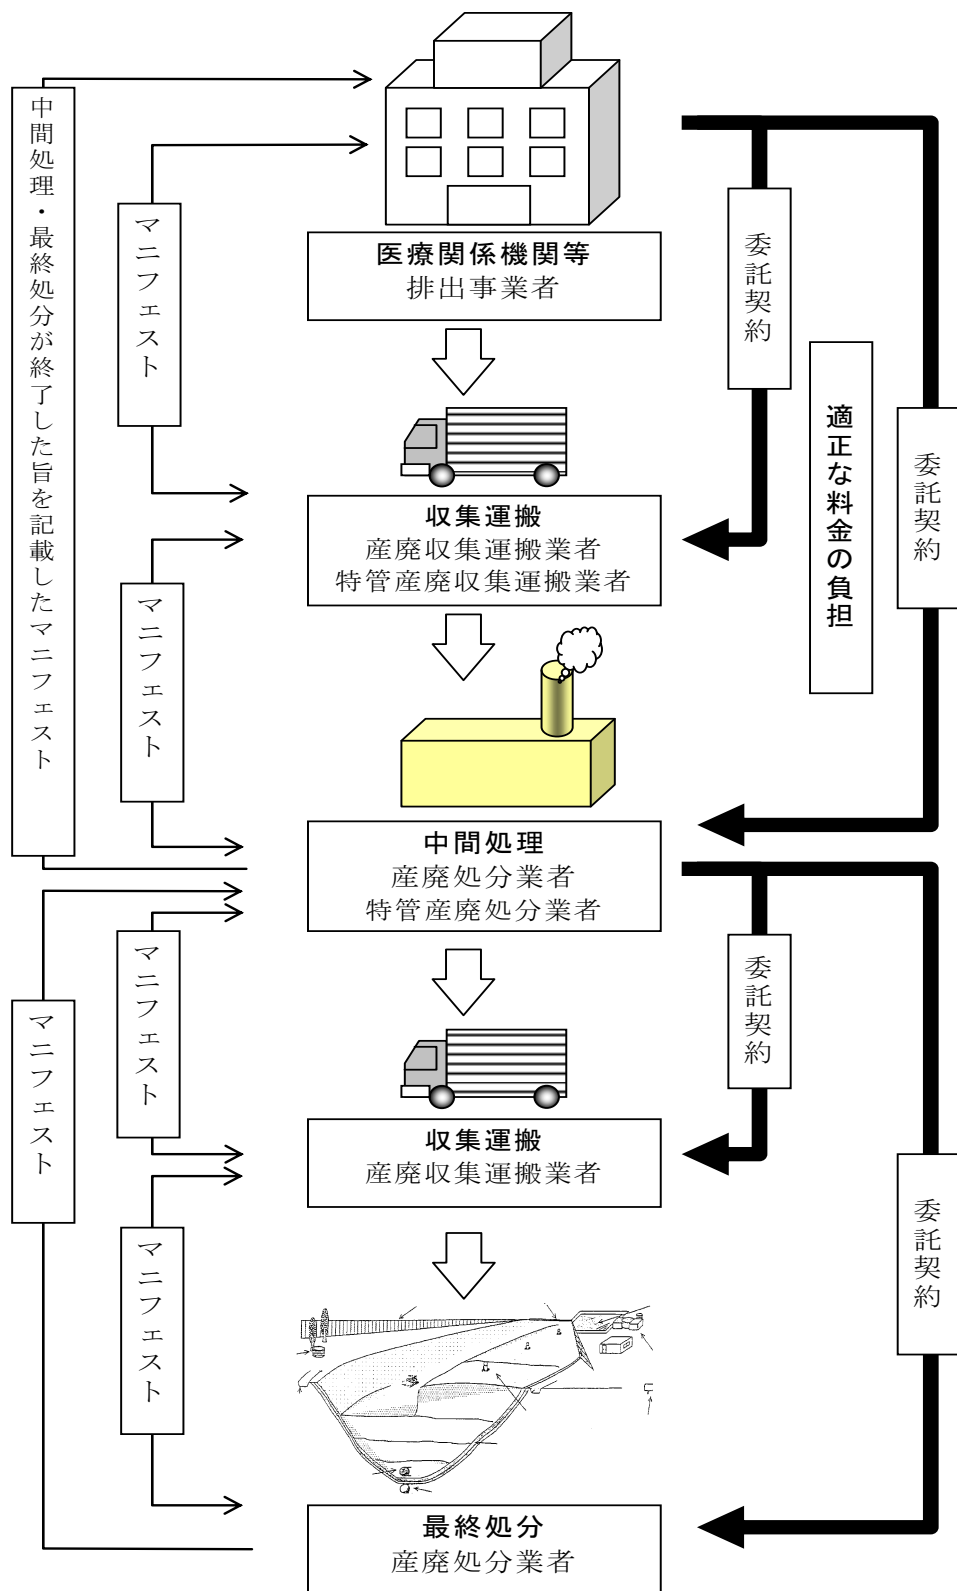 中間処理・最終処分が終了した旨を記載したマニフェスト
マニフェスト
医療関係機関等
排出事業者
委託契約
適正な料金の負担
委託契約
収集運搬
産廃収集運搬業者
特管産廃収集運搬業者
マニフェスト
中間処理
産廃処分業者
特管産廃処分業者
マニフェスト
マニフェスト
委託契約
収集運搬
産廃収集運搬業者
委託契約
マニフェスト
最終処分
産廃処分業者